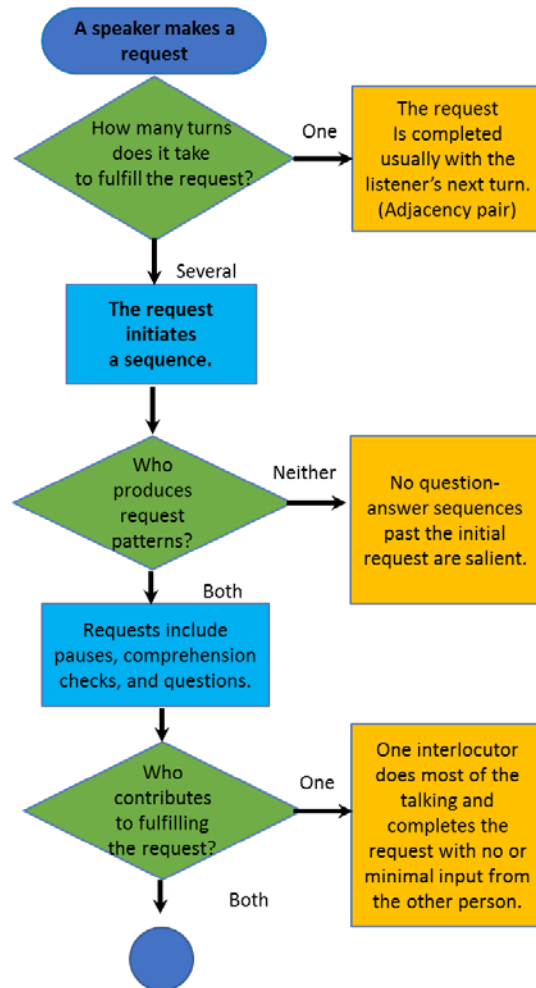 A speaker makes a
request
How many turns
does it take
to fulfill the request?
One
The request
Is completed
usually with the
listener's next turn.
(Adjacency pair)
Several
The request
initiates
a sequence.
Who
produces
request
patterns?
Neither
No question-
answer sequences
past the initial
request are salient.
Both
Requests include
pauses, comprehension
checks, and questions.
Who
contributes
to fulfilling
the request?
One
One interlocutor
does most of the
talking and
completes the
request with no or
minimal input from
the other person.
Both